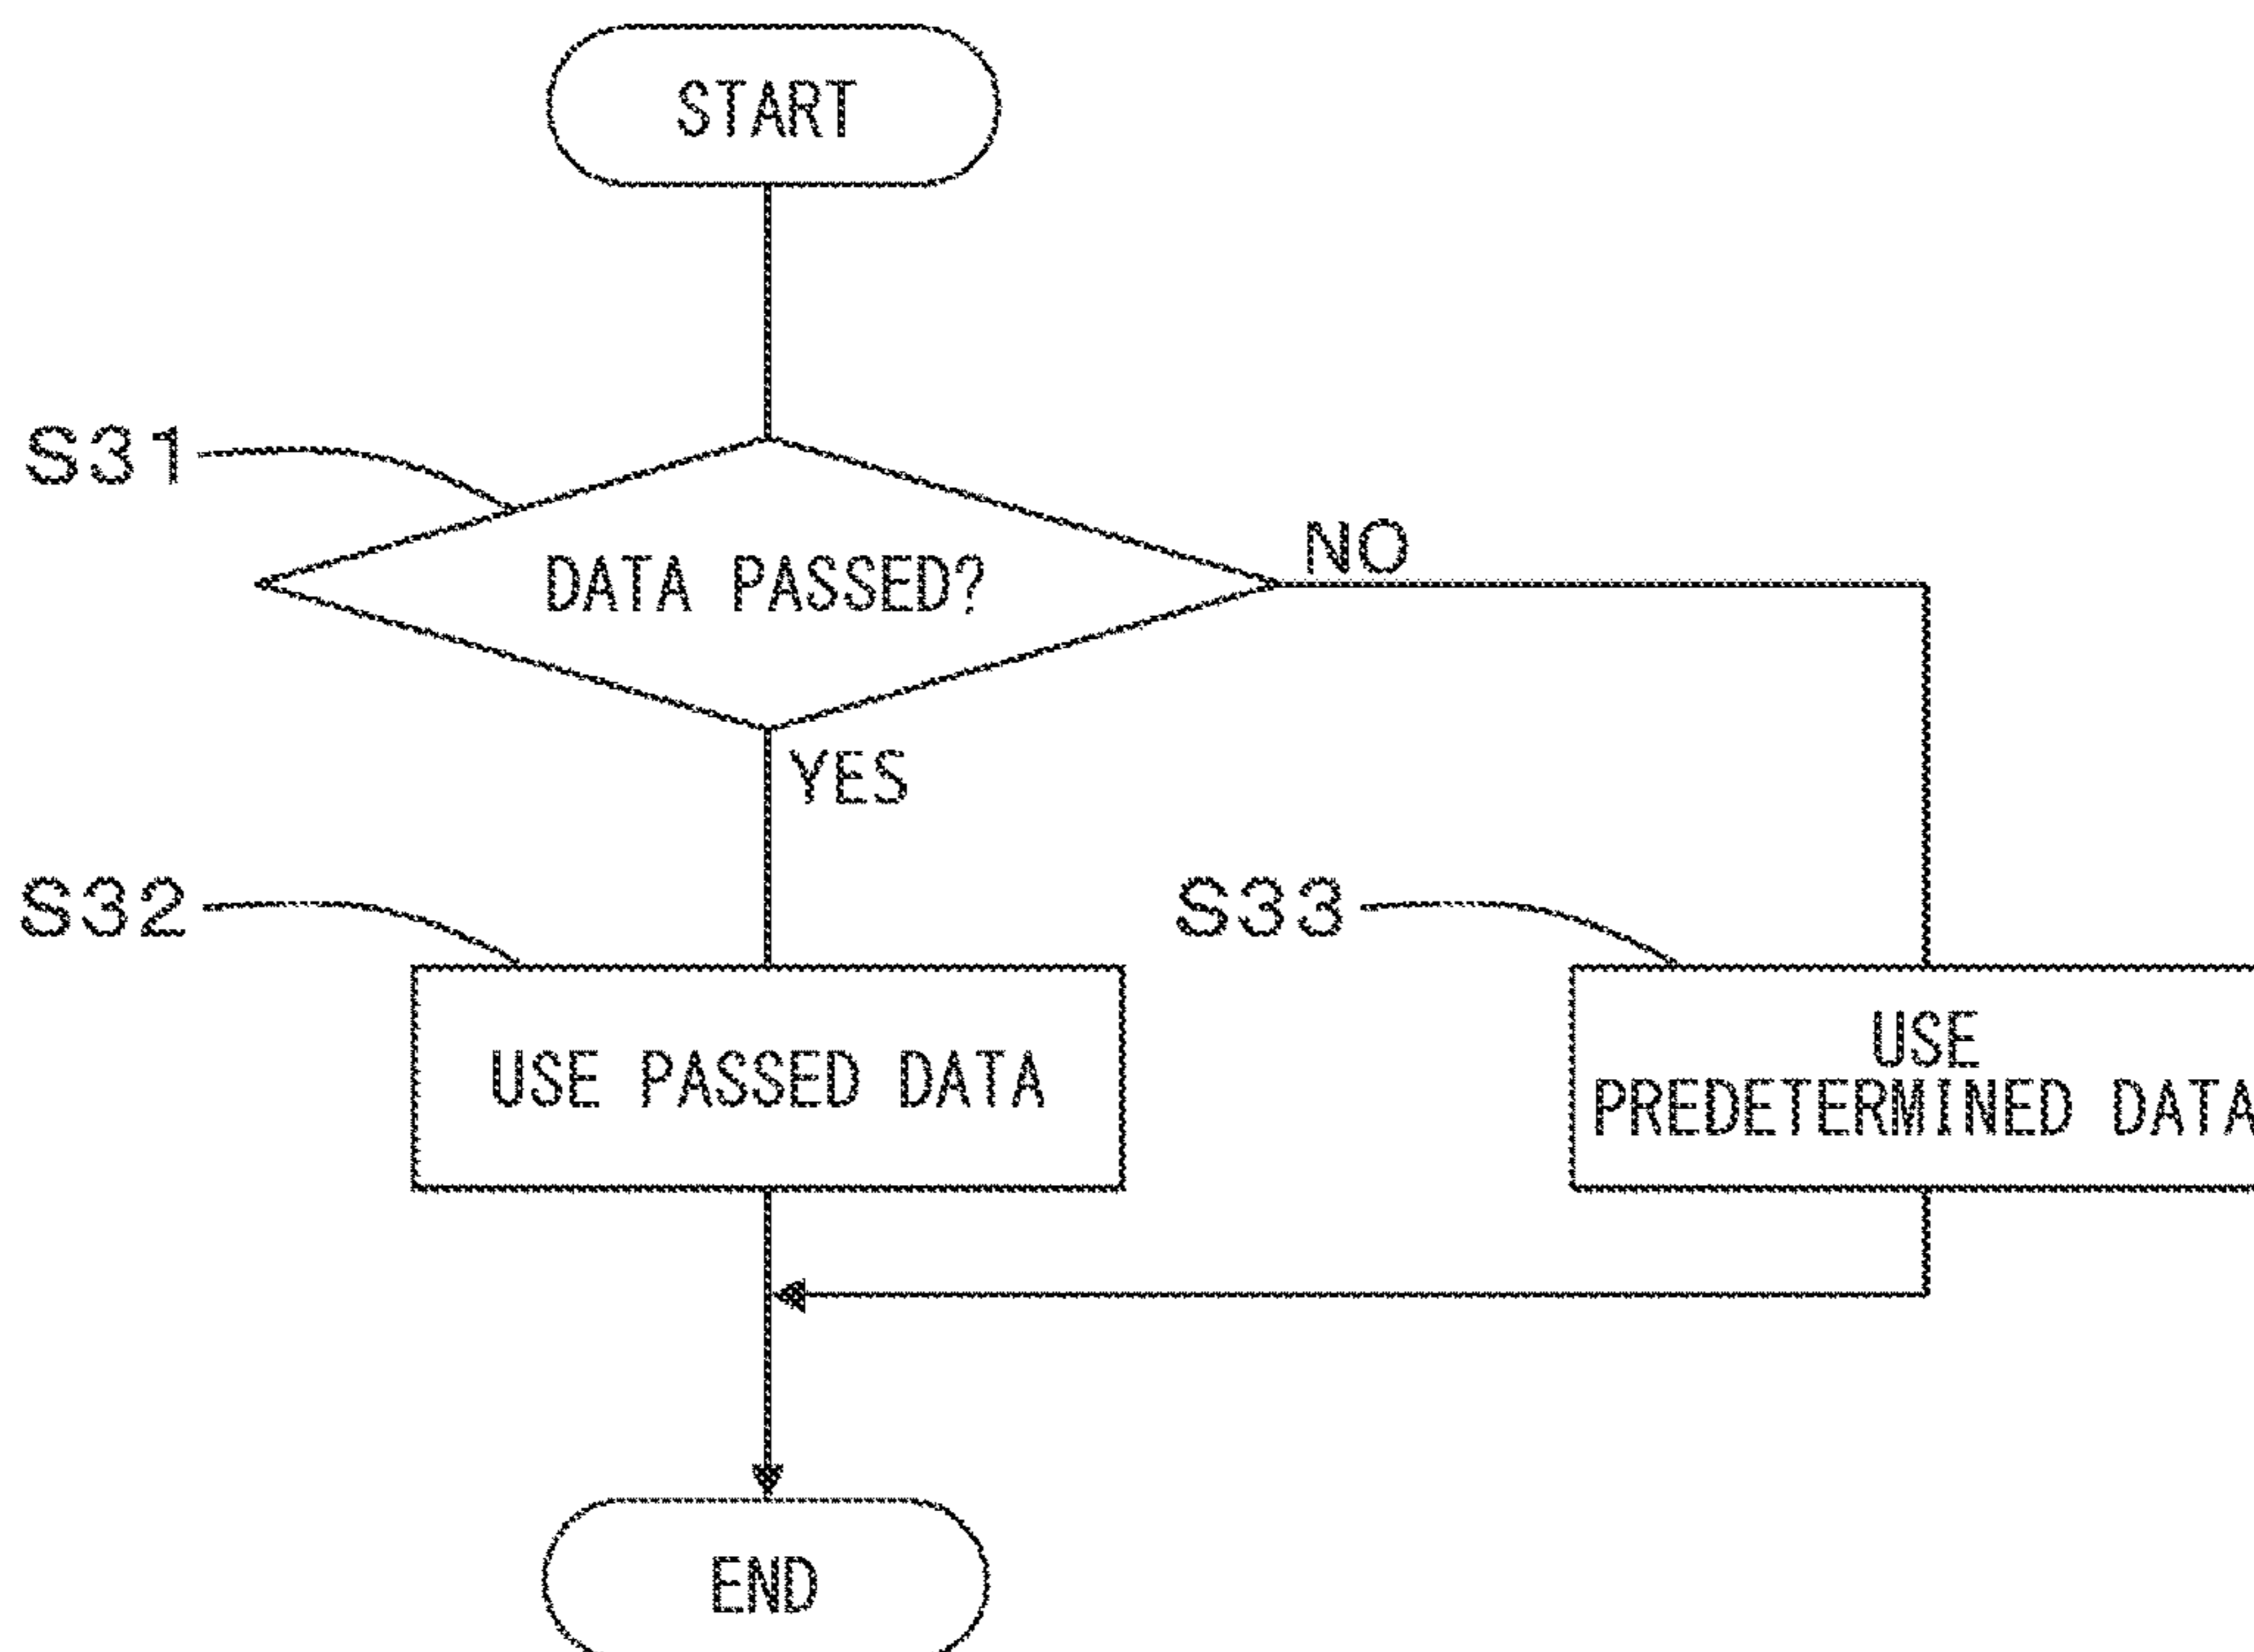 START
S31
DATA PASSED?
NO
YES
S32
S33
USE PASSED DATA
USE
PREDETERMINED DATA
END